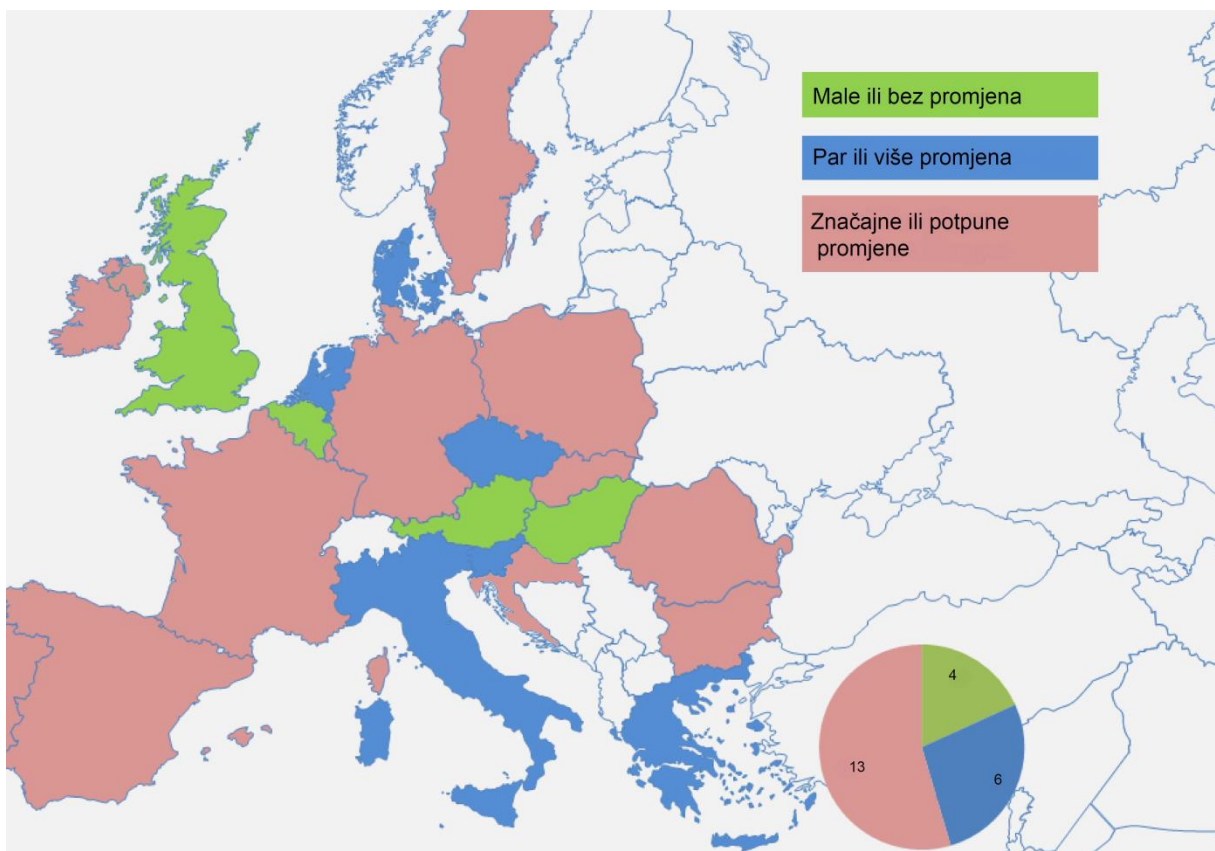 Male ili bez promjena
Par ili više promjena
Značajne ili potpune
promjene
4
13
6